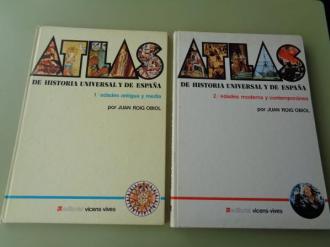 ATLAS
DE HISTORIA UNIVERSAL Y DE ESPAÑA
1/edades antigua y media
por JUAN ROIG OBIOL
editorial vicens-vives
ATLAS
DE HISTORIA UNIVERSAL Y DE ESPAÑA
2/edades moderna y contemporánea
por JUAN ROIG OBIOL
editorial vicens-vives